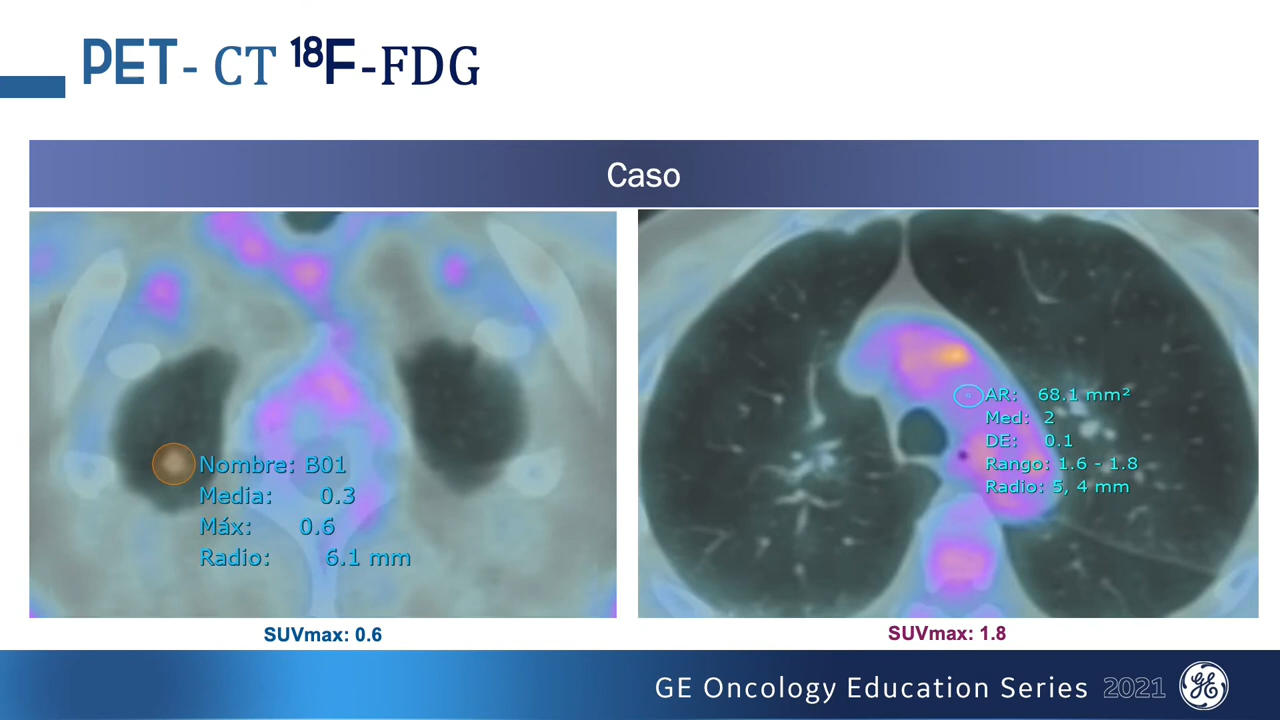 PET- CT ¹⁸F-FDG
Caso
Nombre: B01
Media: 0.3
Máx: 0.6
Radio: 6.1 mm
AR: 68.1 mm²
Med: 2
DE: 0.1
Rango: 1.6 - 1.8
Radio: 5, 4 mm
SUVmax: 0.6
SUVmax: 1.8
GE Oncology Education Series 2021
GE